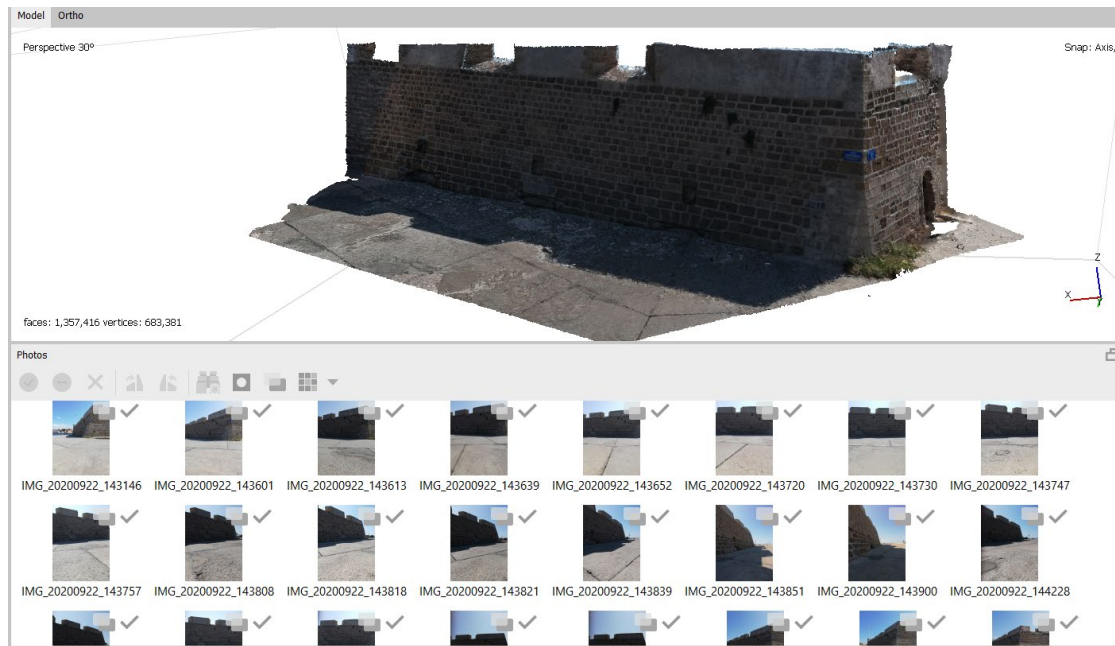 Model Ortho
Perspective 30°
Snap: Axis,
Z
X
faces: 1,357,416 vertices: 683,381
Photos
IMG_20200922_143146 IMG_20200922_143601 IMG_20200922_143613 IMG_20200922_143639 IMG_20200922_143652 IMG_20200922_143720 IMG_20200922_143730 IMG_20200922_143747
IMG_20200922_143757 IMG_20200922_143808 IMG_20200922_143818 IMG_20200922_143821 IMG_20200922_143839 IMG_20200922_143851 IMG_20200922_143900 IMG_20200922_144228